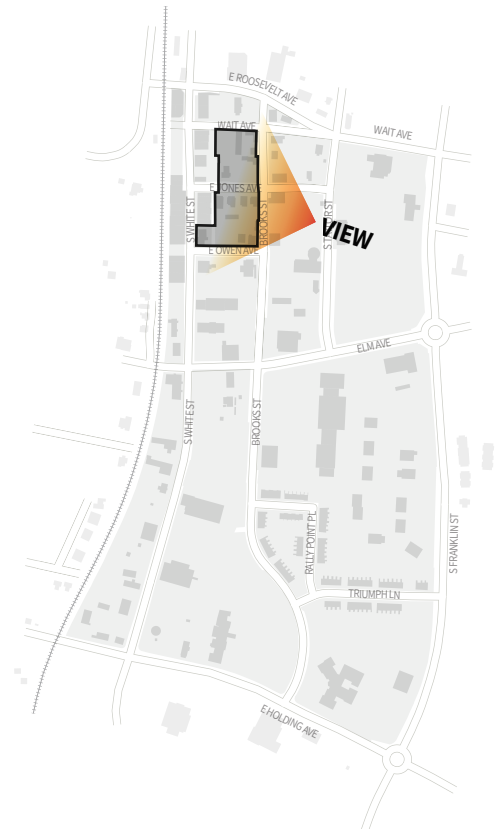 E ROOSEVELT AVE
WAIT AVE
WAIT AVE
E JONES AVE
S WHITE ST
BROOKS ST
VIEW
E OWEN AVE
ELM AVE
S WHITE ST
BROOKS ST
RALLY POINT PL
S FRANKLIN ST
TRIUMPH LN
E HOLDING AVE